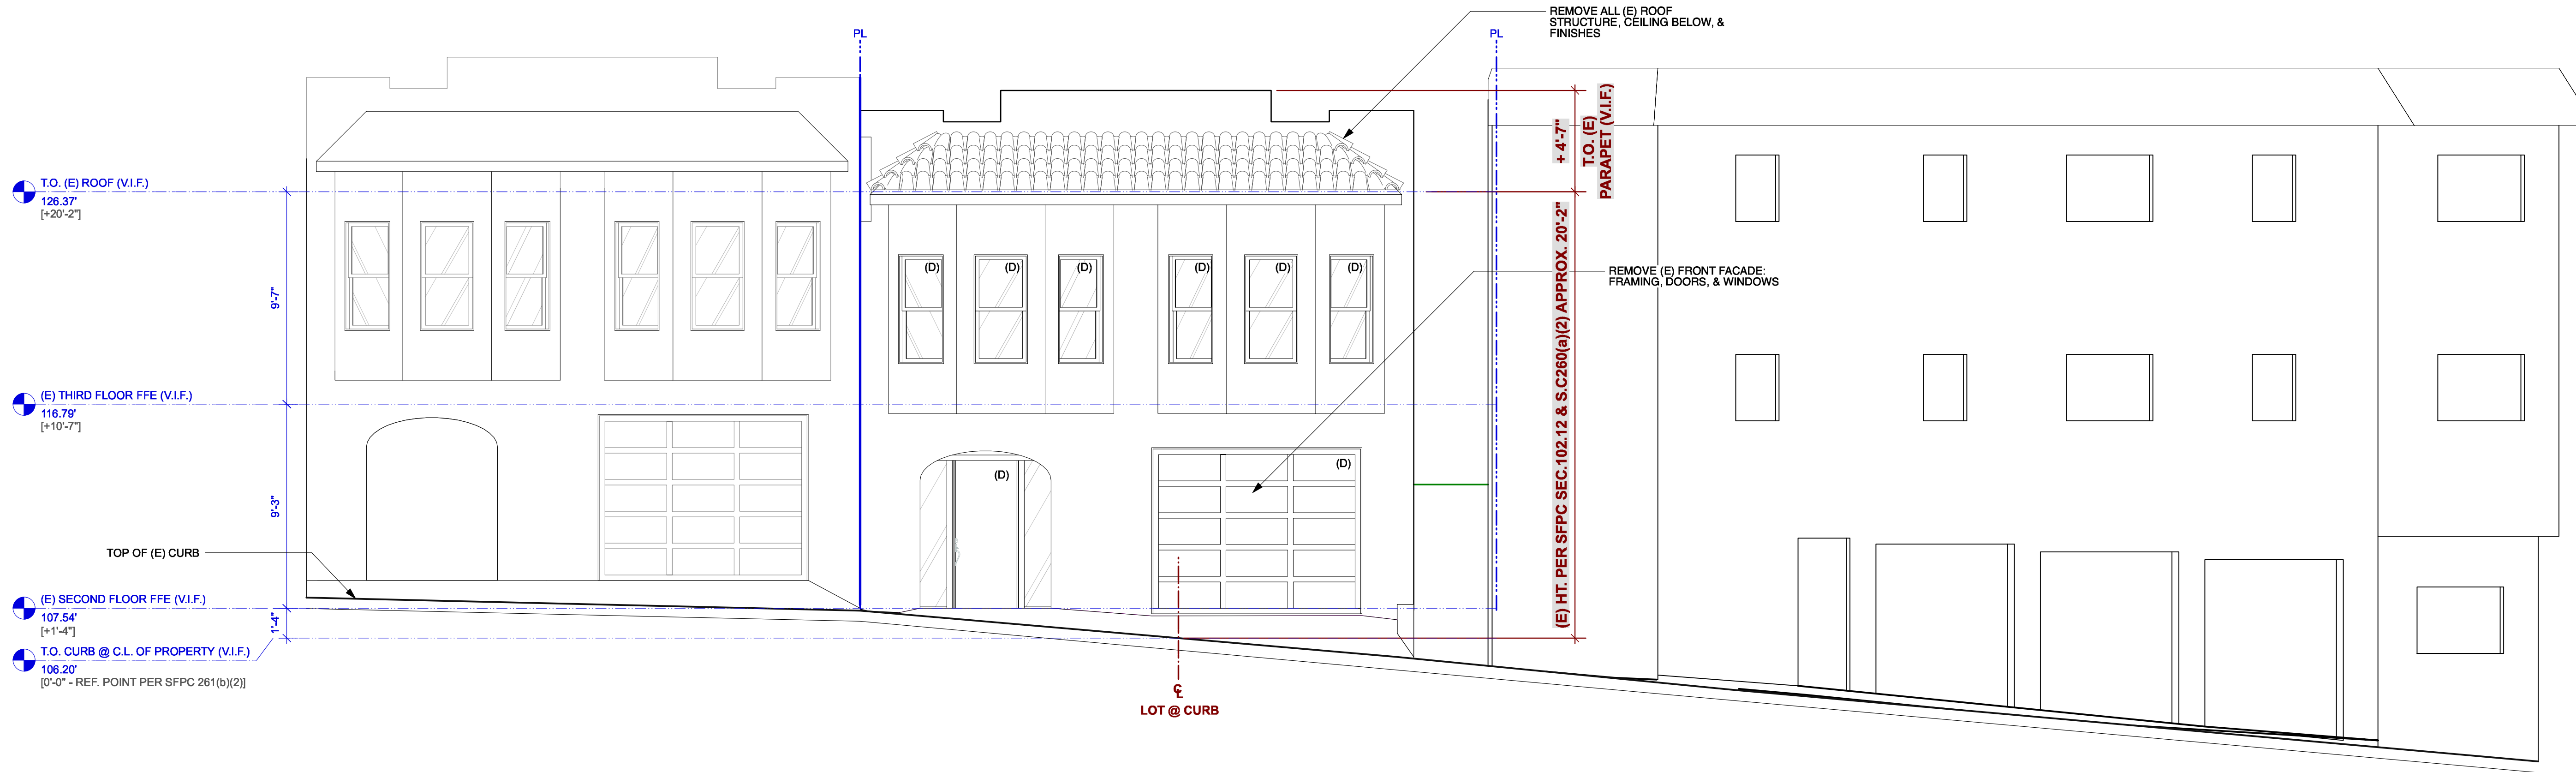 REMOVE ALL (E) ROOF
STRUCTURE, CEILING BELOW, &
FINISHES
PL
PL
T.O. (E) ROOF (V.I.F.)
126.37'
[+20'-2"]
+ 4'-7"
T.O. (E)
PARAPET (V.I.F.)
9'-7"
(D)
(D)
(D)
(D)
(D)
(D)
(E) HT. PER SFPC SEC.102.12 & S.C260(a)(2) APPROX. 20'-2"
REMOVE (E) FRONT FACADE:
FRAMING, DOORS, & WINDOWS
(E) THIRD FLOOR FFE (V.I.F.)
116.79'
[+10'-7"]
9'-3"
(D)
(D)
TOP OF (E) CURB
(E) SECOND FLOOR FFE (V.I.F.)
107.54'
[+1'-4"]
1'-4"
T.O. CURB @ C.L. OF PROPERTY (V.I.F.)
106.20'
[0'-0" - REF. POINT PER SFPC 261(b)(2)]
CL
LOT @ CURB